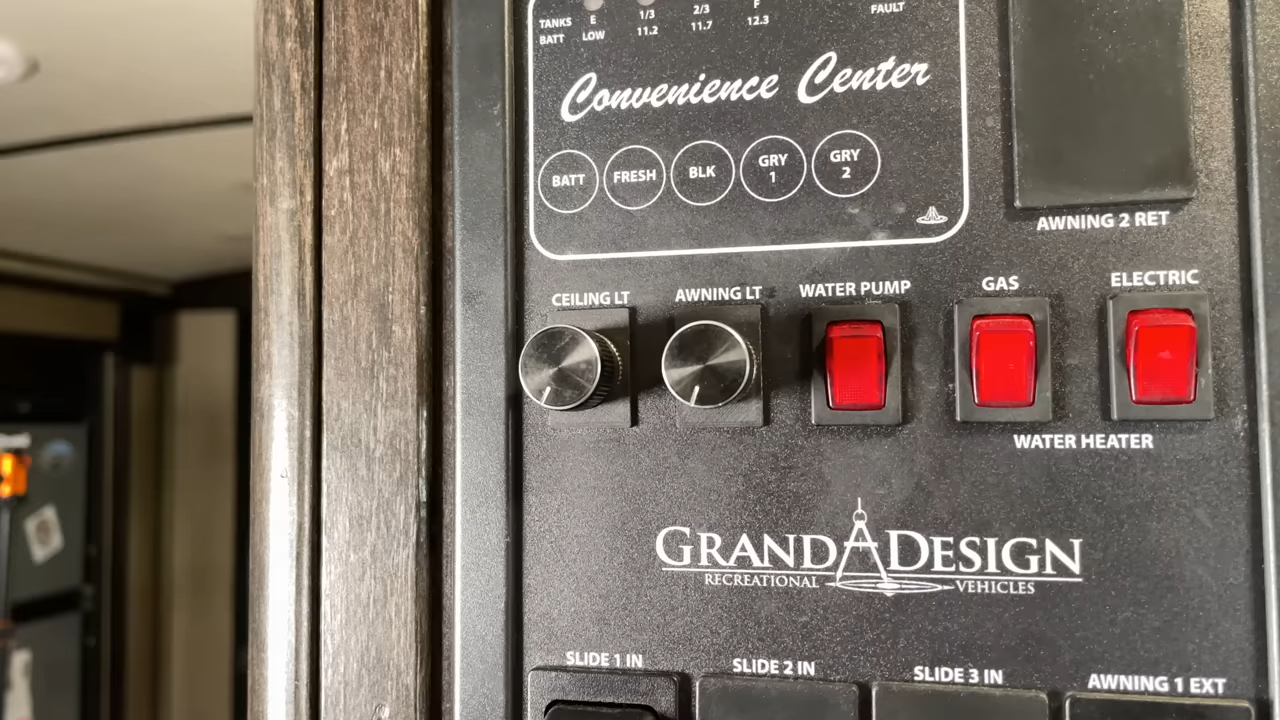 TANKS E 1/3 2/3 F FAULT
BATT LOW 11.2 11.7 12.3
Convenience Center
BATT FRESH BLK GRY 1 GRY 2
AWNING 2 RET
CEILING LT AWNING LT WATER PUMP GAS ELECTRIC
WATER HEATER
GRAND DESIGN
RECREATIONAL VEHICLES
SLIDE 1 IN SLIDE 2 IN SLIDE 3 IN AWNING 1 EXT